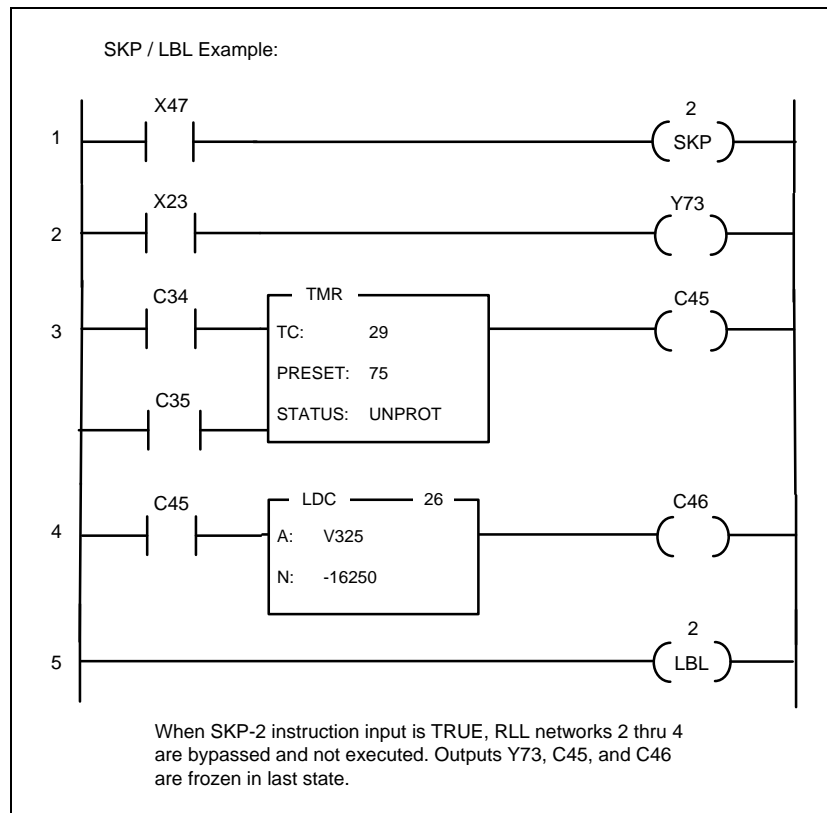 SKP / LBL Example:
X47
2
1
SKP
X23
Y73
2
C34
TMR
C45
3
TC: 29
PRESET: 75
C35
STATUS: UNPROT
C45
LDC 26
C46
4
A: V325
N: -16250
2
5
LBL
When SKP-2 instruction input is TRUE, RLL networks 2 thru 4
are bypassed and not executed. Outputs Y73, C45, and C46
are frozen in last state.